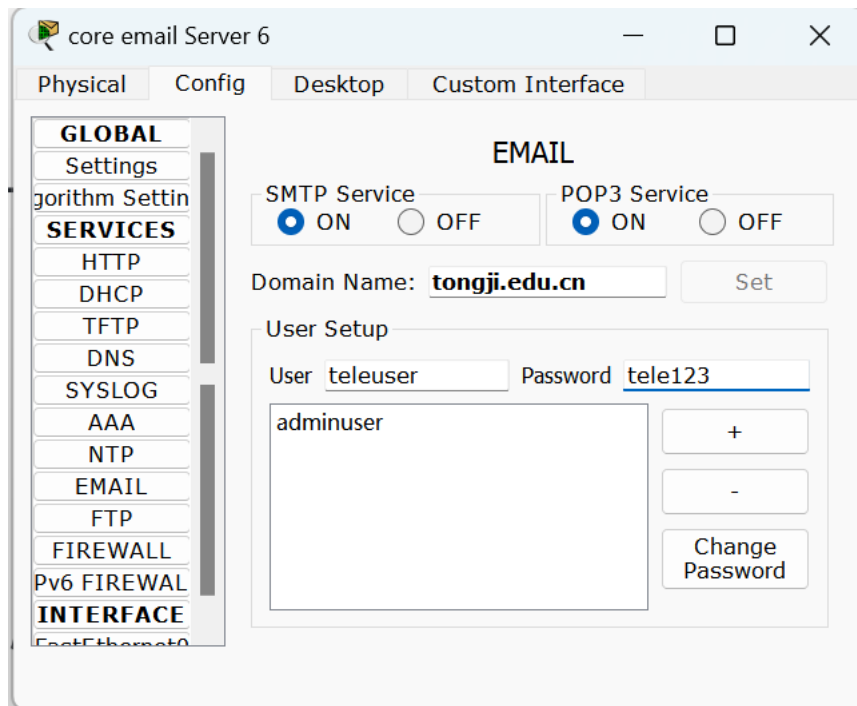 core email Server 6
Physical Config Desktop Custom Interface
GLOBAL
Settings
gorithm Settin
SERVICES
HTTP
DHCP
TFTP
DNS
SYSLOG
AAA
NTP
EMAIL
FTP
FIREWALL
Pv6 FIREWAL
INTERFACE
FastEthernet0
EMAIL
SMTP Service
ON OFF
POP3 Service
ON OFF
Domain Name: tongji.edu.cn Set
User Setup
User teleuser Password tele123
adminuser
+
-
Change
Password